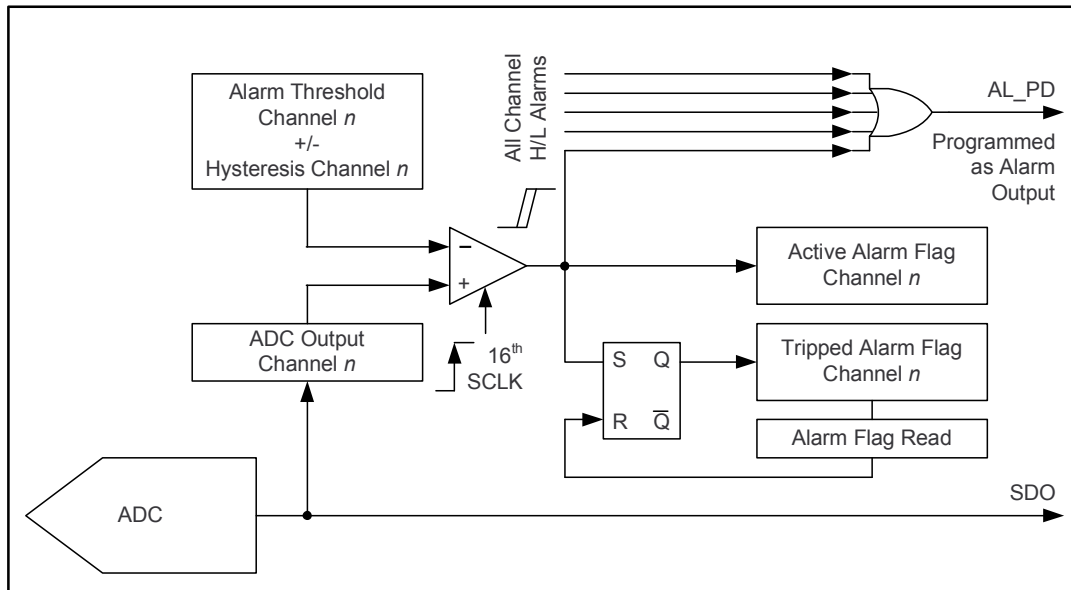 Alarm Threshold
Channel n
+/-
Hysteresis Channel n
All Channel
H/L Alarms
AL_PD
Programmed
as Alarm
Output
−
+
16th
SCLK
Active Alarm Flag
Channel n
ADC Output
Channel n
S Q
R Q̅
Tripped Alarm Flag
Channel n
Alarm Flag Read
ADC
SDO